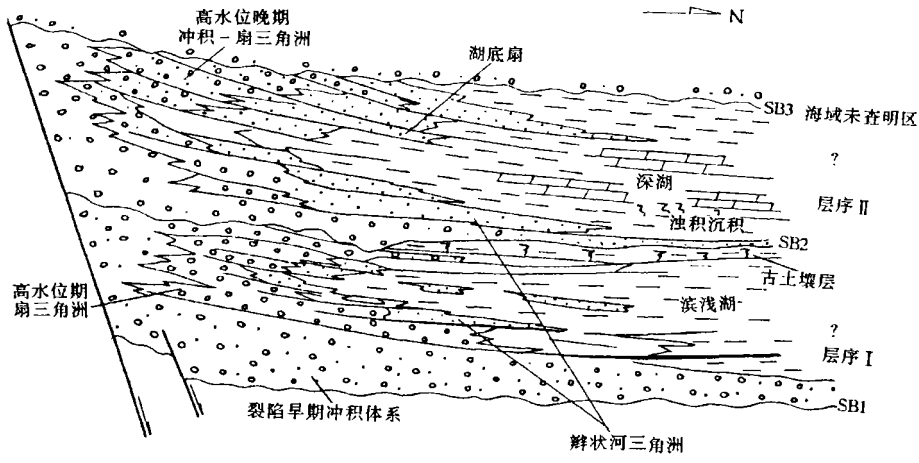 高水位晚期
冲积－扇三角洲
湖底扇
N
SB3
海域未查明区
?
深湖
层序 II
浊积沉积
SB2
古土壤层
高水位期
扇三角洲
滨浅湖
?
层序 I
SB1
裂陷早期冲积体系
辫状河三角洲